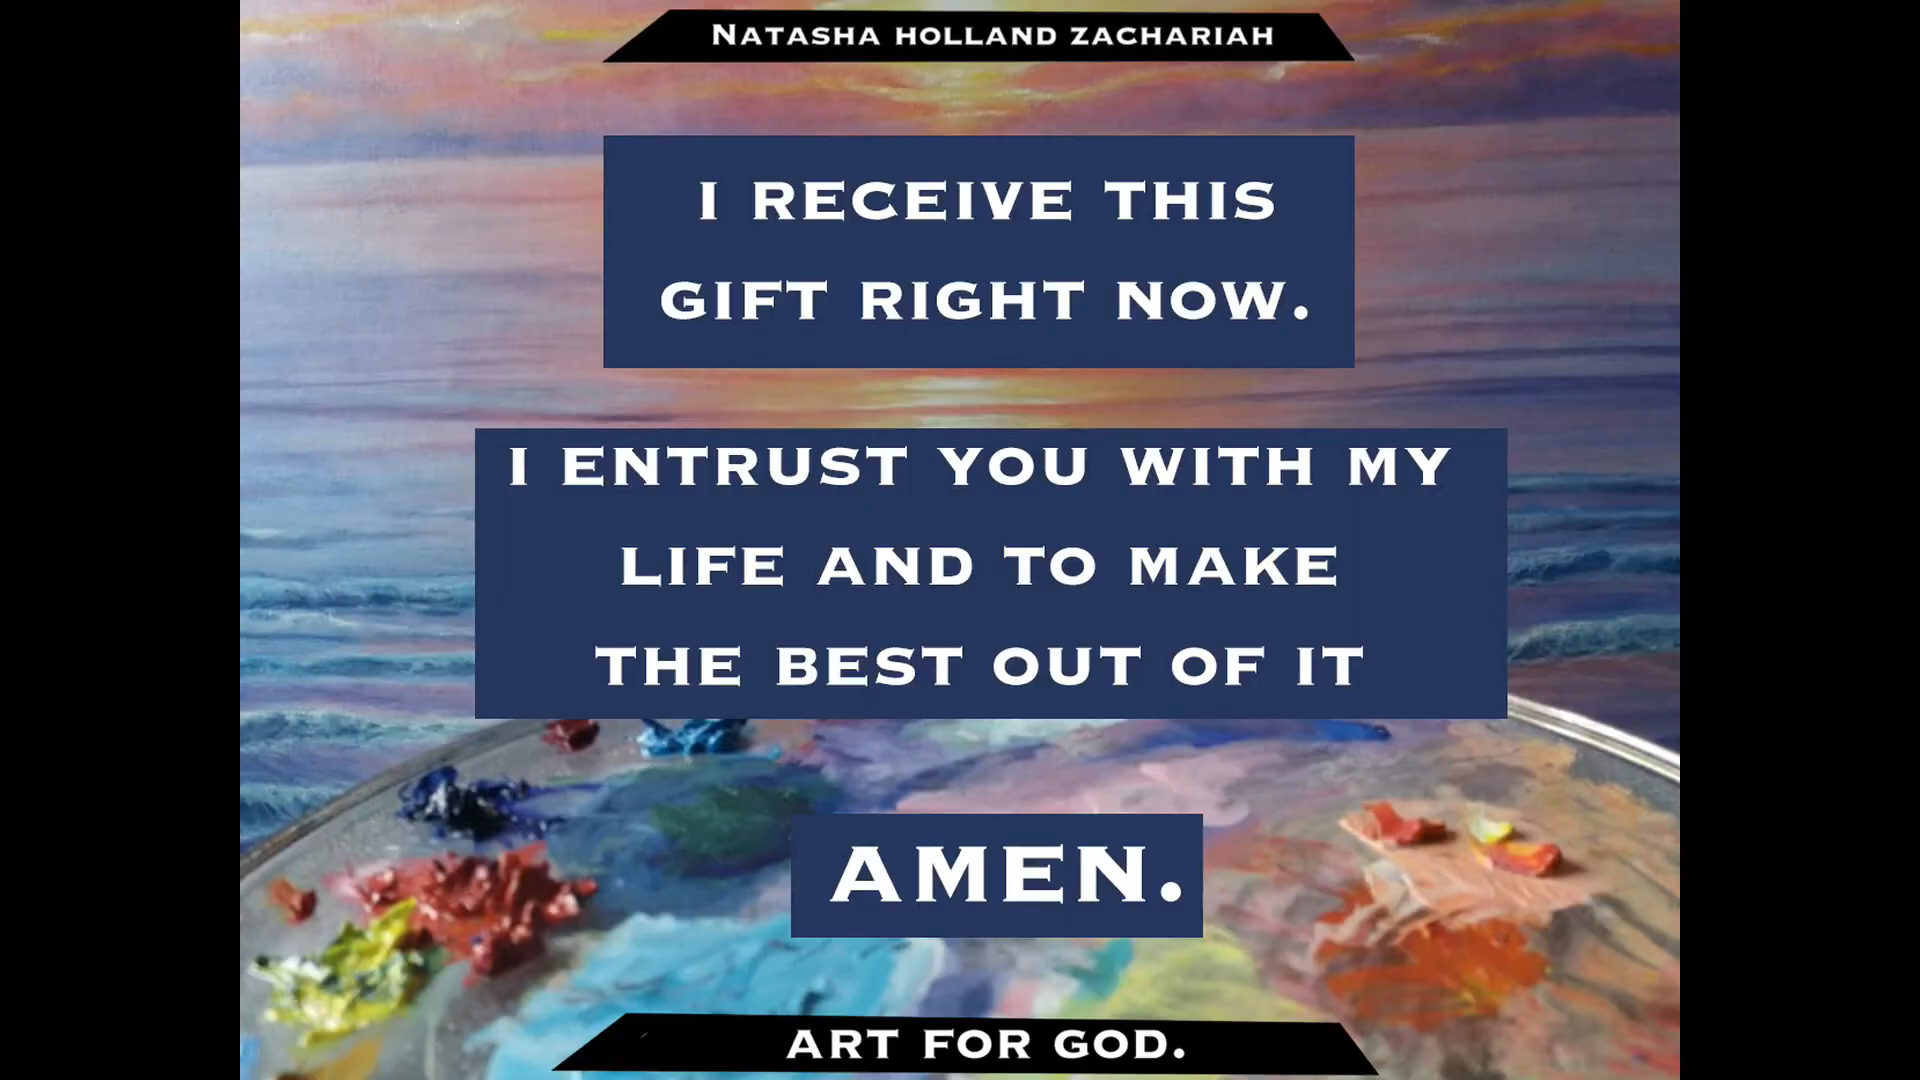 NATASHA HOLLAND ZACHARIAH
I RECEIVE THIS
GIFT RIGHT NOW.
I ENTRUST YOU WITH MY
LIFE AND TO MAKE
THE BEST OUT OF IT
AMEN.
ART FOR GOD.